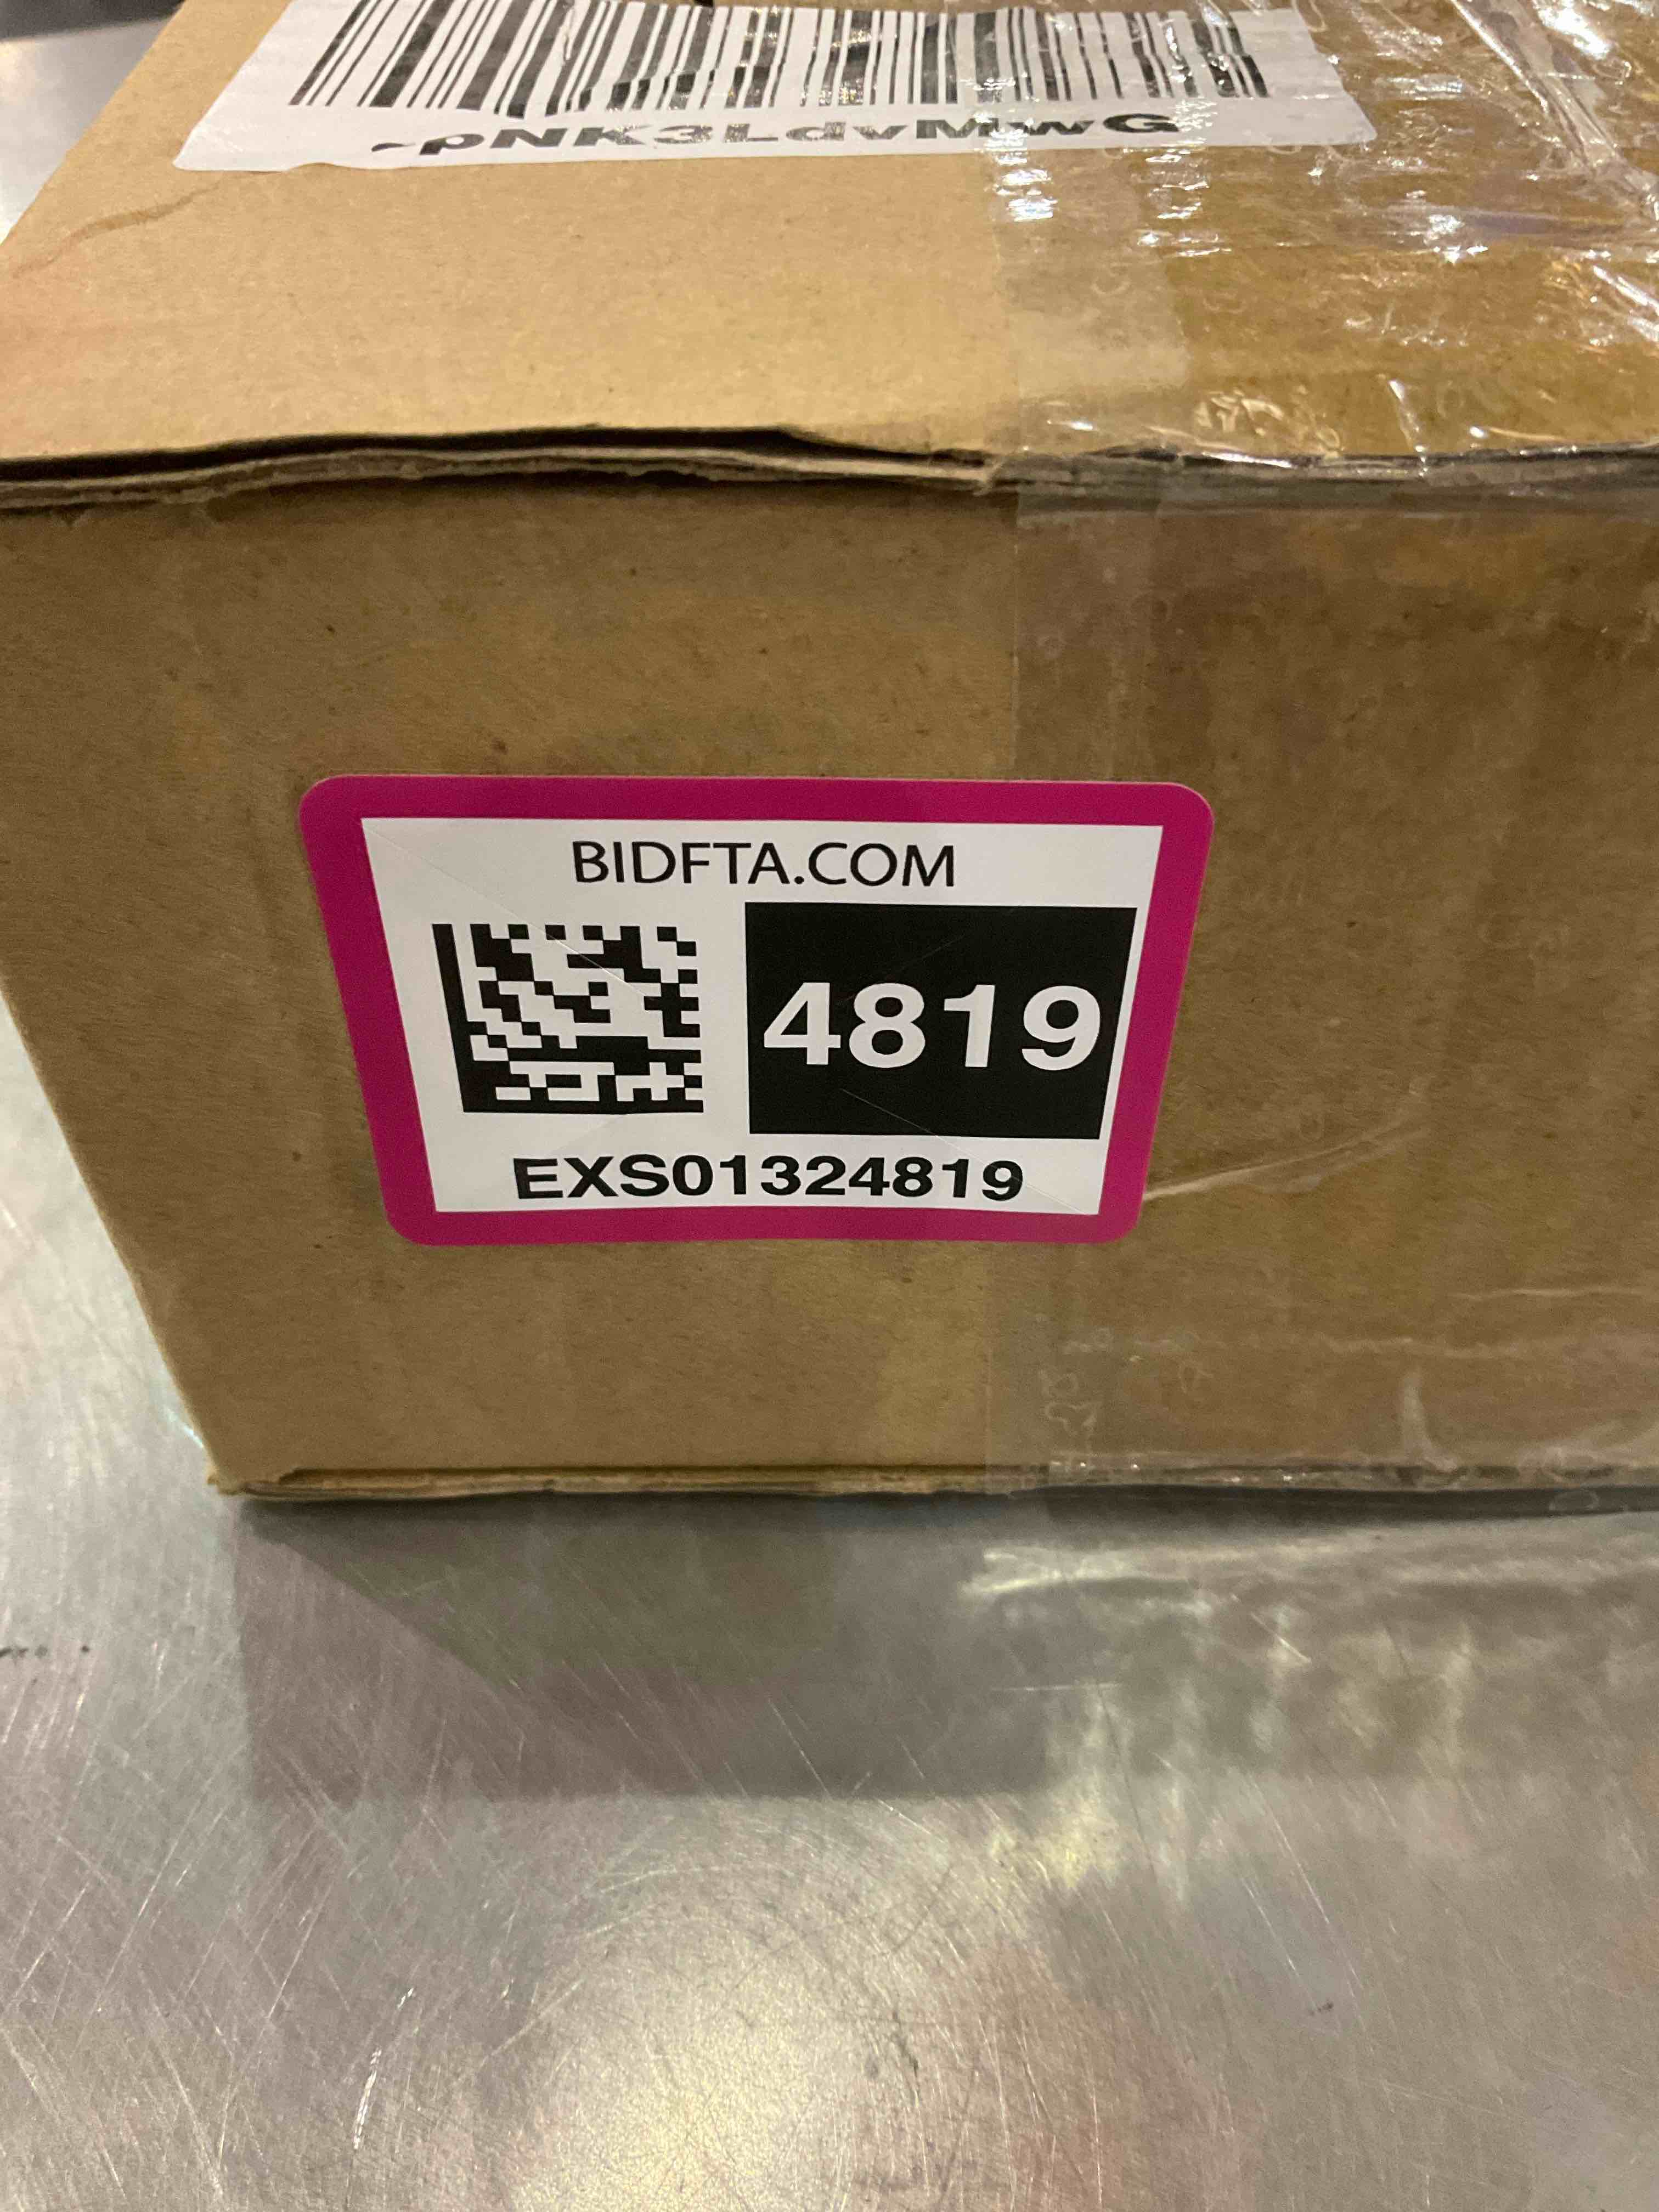 ~pNK3LdvMwG
BIDFTA.COM
4819
EXS01324819